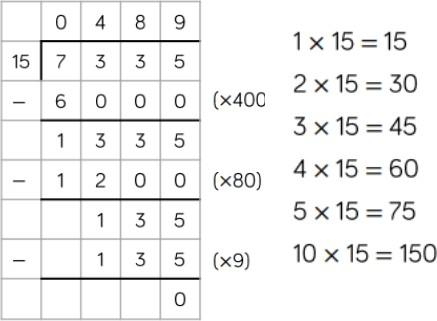 0 4 8 9
15 7 3 3 5
− 6 0 0 0 (×400
1 3 3 5
− 1 2 0 0 (×80)
1 3 5
− 1 3 5 (×9)
0
1 × 15 = 15
2 × 15 = 30
3 × 15 = 45
4 × 15 = 60
5 × 15 = 75
10 × 15 = 150